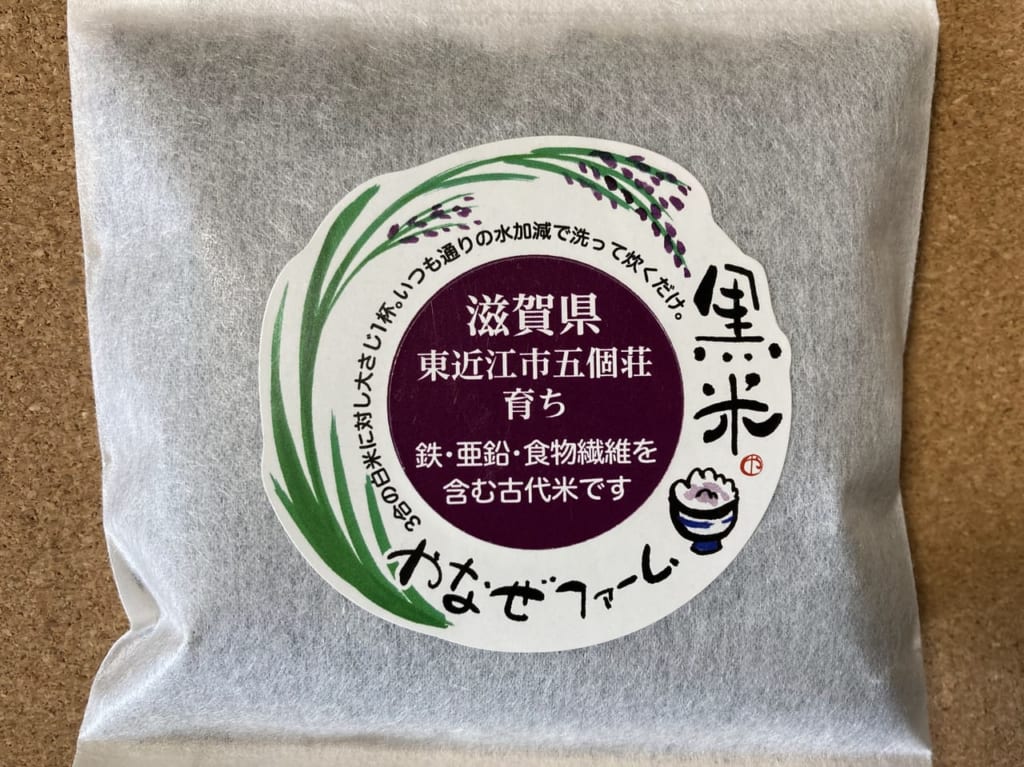 3合の白米に対し大さじ1杯。いつも通りの水加減で洗って炊くだけ。
黒米
滋賀県
東近江市五個荘
育ち
鉄・亜鉛・食物繊維を
含む古代米です
やなぜファーム
や